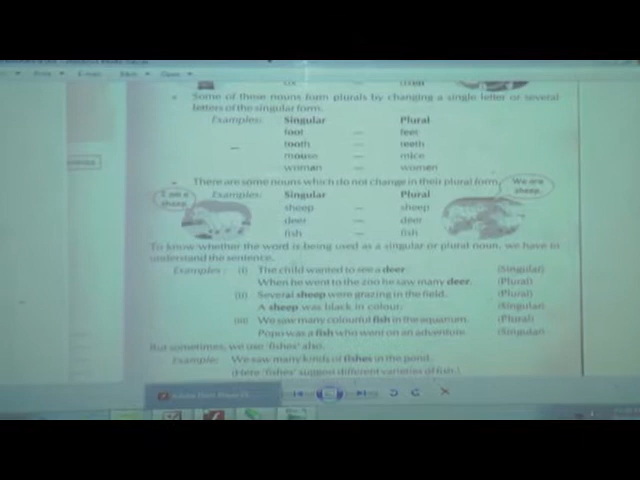 Some of these nouns form plurals by changing a single letter or several
letters of the singular form.
Examples: Singular Plural
foot — feet
tooth — teeth
mouse — mice
woman — women
There are some nouns which do not change in their plural form.
I am a sheep
We are sheep.
Examples: Singular Plural
sheep — sheep
deer — deer
fish — fish
To know whether the word is being used as a singular or plural noun, we have to
understand the sentence.
Examples : (i) The child wanted to see a deer. (Singular)
When he went to the zoo he saw many deer. (Plural)
(ii) Several sheep were grazing in the field. (Plural)
A sheep was black in colour. (Singular)
(iii) We saw many colourful fish in the aquarium. (Plural)
Popo was a fish who went on an adventure. (Singular)
But sometimes, we use 'fishes' also.
Example: We saw many kinds of fishes in the pond.
(Here 'fishes' suggest different varieties of fish.)